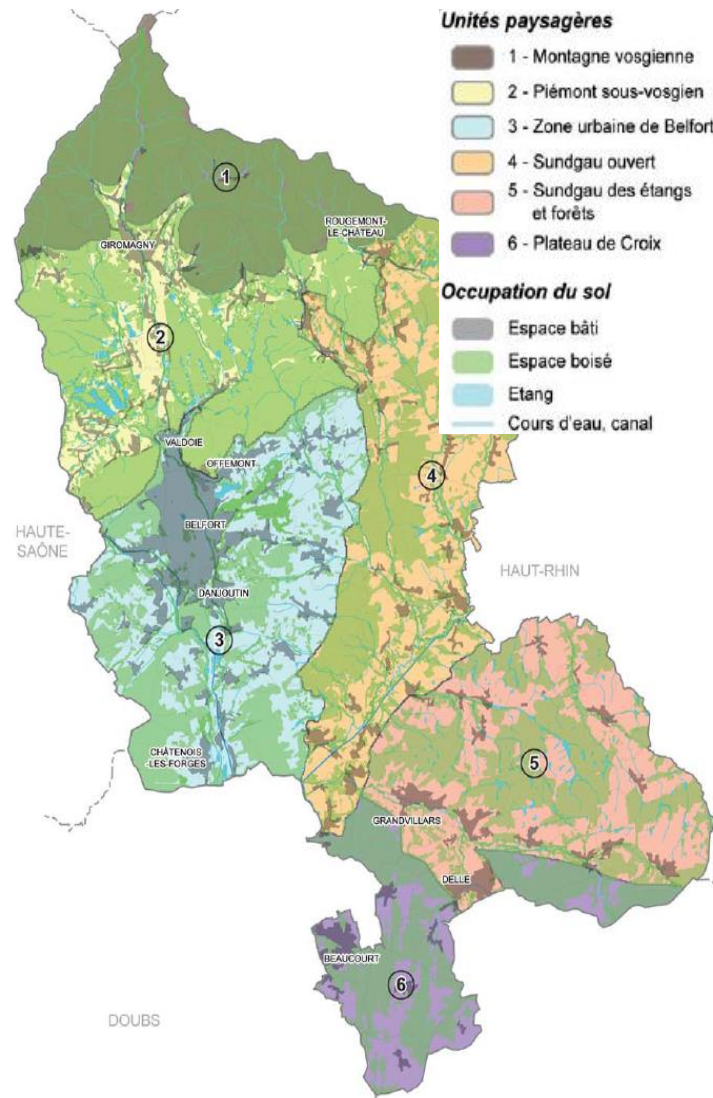 Unités paysagères
1 - Montagne vosgienne
2 - Piémont sous-vosgien
3 - Zone urbaine de Belfort
4 - Sundgau ouvert
5 - Sundgau des étangs
et forêts
6 - Plateau de Croix
Occupation du sol
Espace bâti
Espace boisé
Etang
Cours d'eau, canal
1
ROUGEMONT-
LE-CHÂTEAU
GIROMAGNY
2
VALDOIE
OFFEMONT
4
BELFORT
HAUTE-
SAÔNE
HAUT-RHIN
DANJOUTIN
3
CHÂTENOIS
-LES-FORGES
5
GRANDVILLARS
DELLE
BEAUCOURT
6
DOUBS